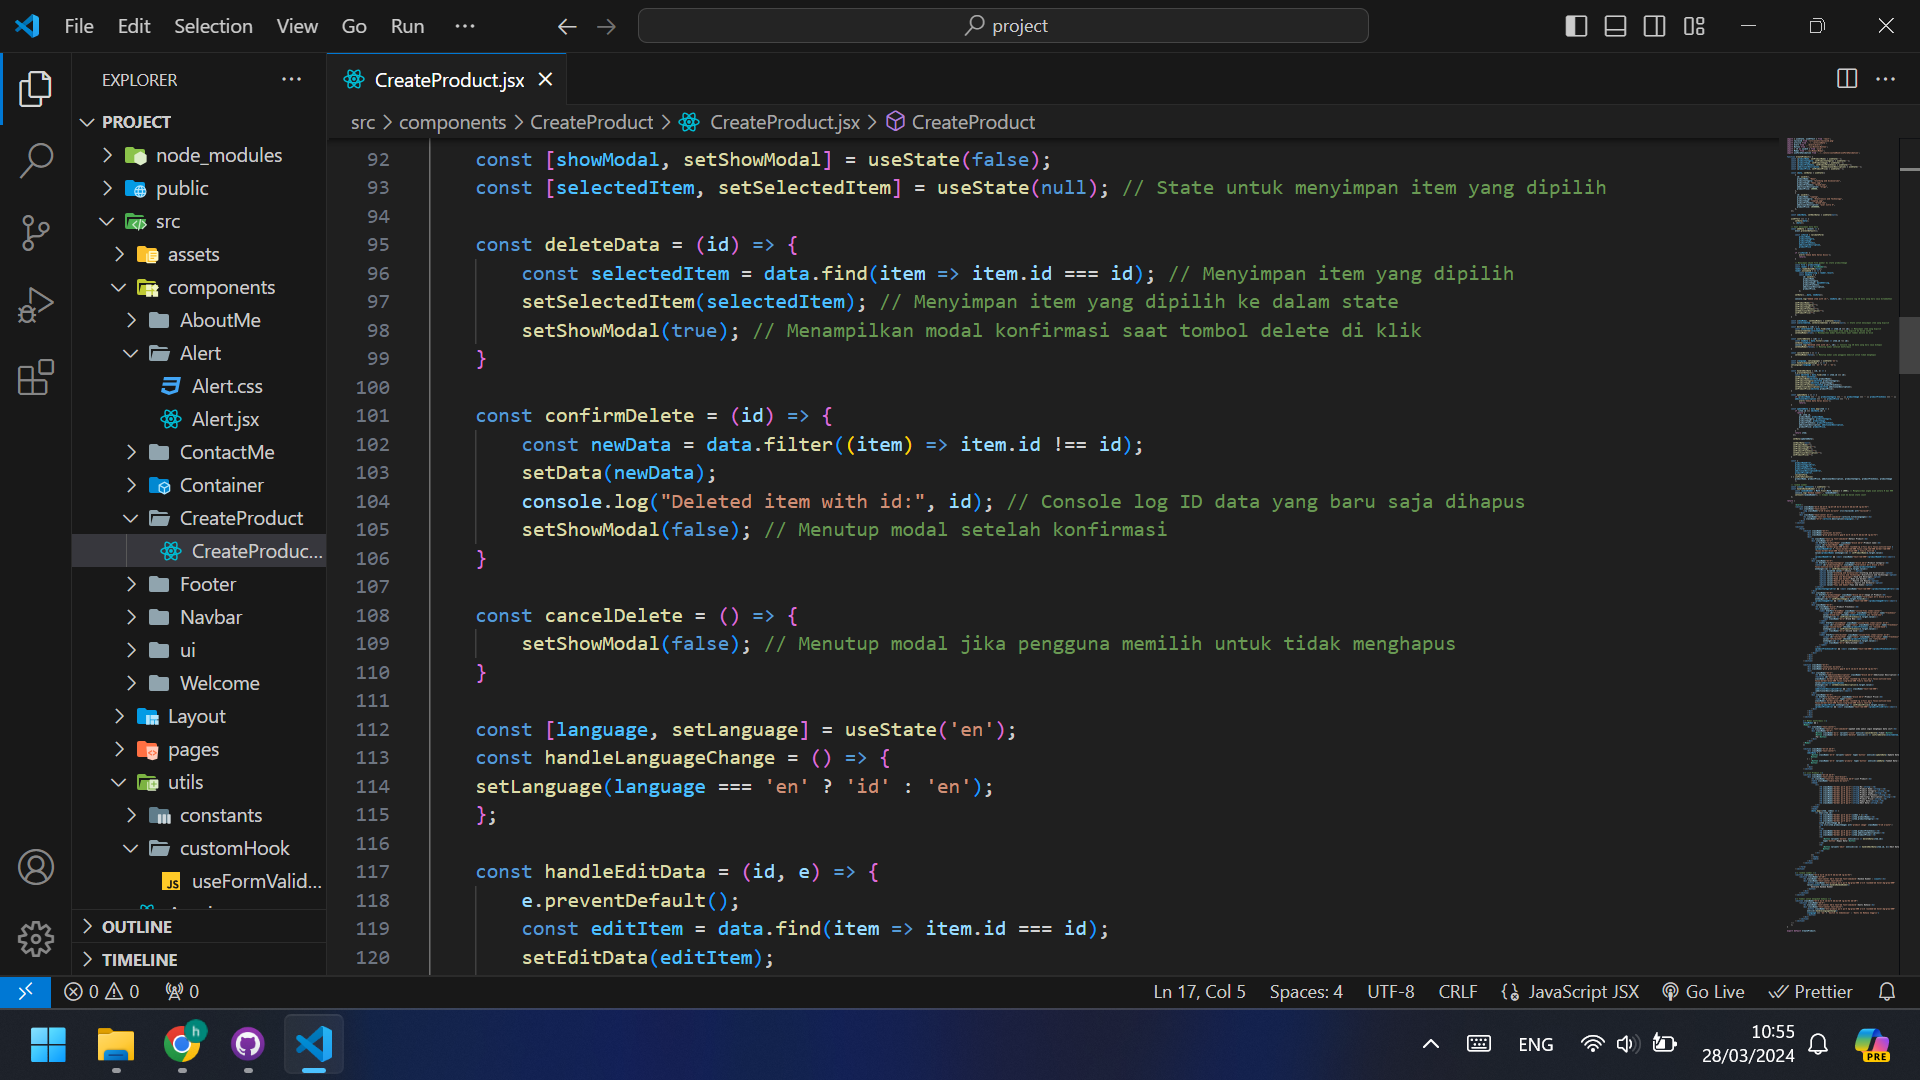 File Edit Selection View Go Run ···
project
EXPLORER ···
CreateProduct.jsx
PROJECT
src > components > CreateProduct > CreateProduct.jsx > CreateProduct
node_modules
public
src
assets
components
AboutMe
Alert
Alert.css
Alert.jsx
ContactMe
Container
CreateProduct
CreateProduc...
Footer
Navbar
ui
Welcome
Layout
pages
utils
constants
customHook
useFormValid...
OUTLINE
TIMELINE
92 const [showModal, setShowModal] = useState(false);
93 const [selectedItem, setSelectedItem] = useState(null); // State untuk menyimpan item yang dipilih
94
95 const deleteData = (id) => {
96 const selectedItem = data.find(item => item.id === id); // Menyimpan item yang dipilih
97 setSelectedItem(selectedItem); // Menyimpan item yang dipilih ke dalam state
98 setShowModal(true); // Menampilkan modal konfirmasi saat tombol delete di klik
99 }
100
101 const confirmDelete = (id) => {
102 const newData = data.filter((item) => item.id !== id);
103 setData(newData);
104 console.log("Deleted item with id:", id); // Console log ID data yang baru saja dihapus
105 setShowModal(false); // Menutup modal setelah konfirmasi
106 }
107
108 const cancelDelete = () => {
109 setShowModal(false); // Menutup modal jika pengguna memilih untuk tidak menghapus
110 }
111
112 const [language, setLanguage] = useState('en');
113 const handleLanguageChange = () => {
114 setLanguage(language === 'en' ? 'id' : 'en');
115 };
116
117 const handleEditData = (id, e) => {
118 e.preventDefault();
119 const editItem = data.find(item => item.id === id);
120 setEditData(editItem);
0 0 0
Ln 17, Col 5 Spaces: 4 UTF-8 CRLF JavaScript JSX Go Live Prettier
h
ENG
10:55
28/03/2024
PRE